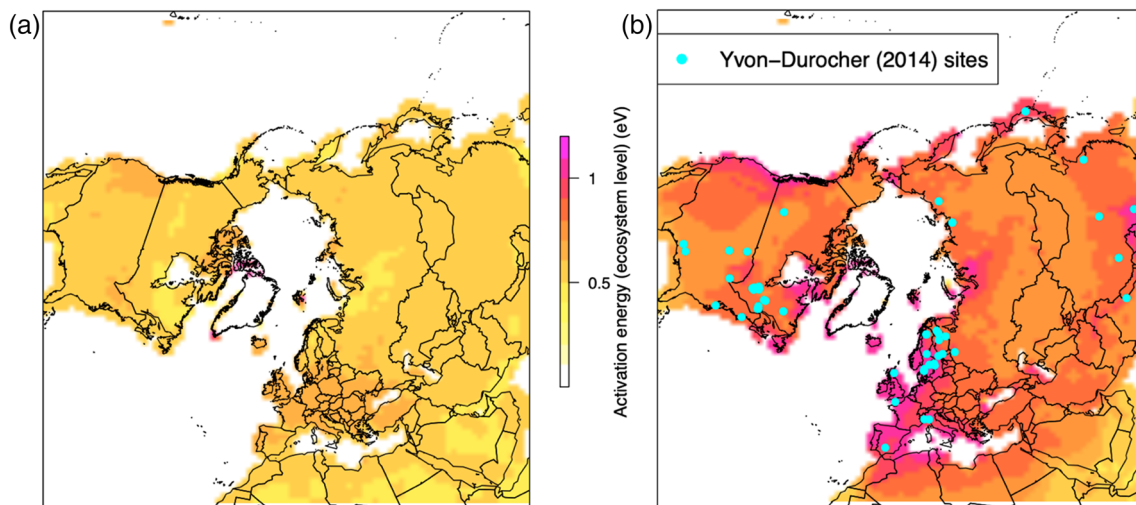 (a)
(b)
Yvon−Durocher (2014) sites
1
0.5
Activation energy (ecosystem level) (eV)